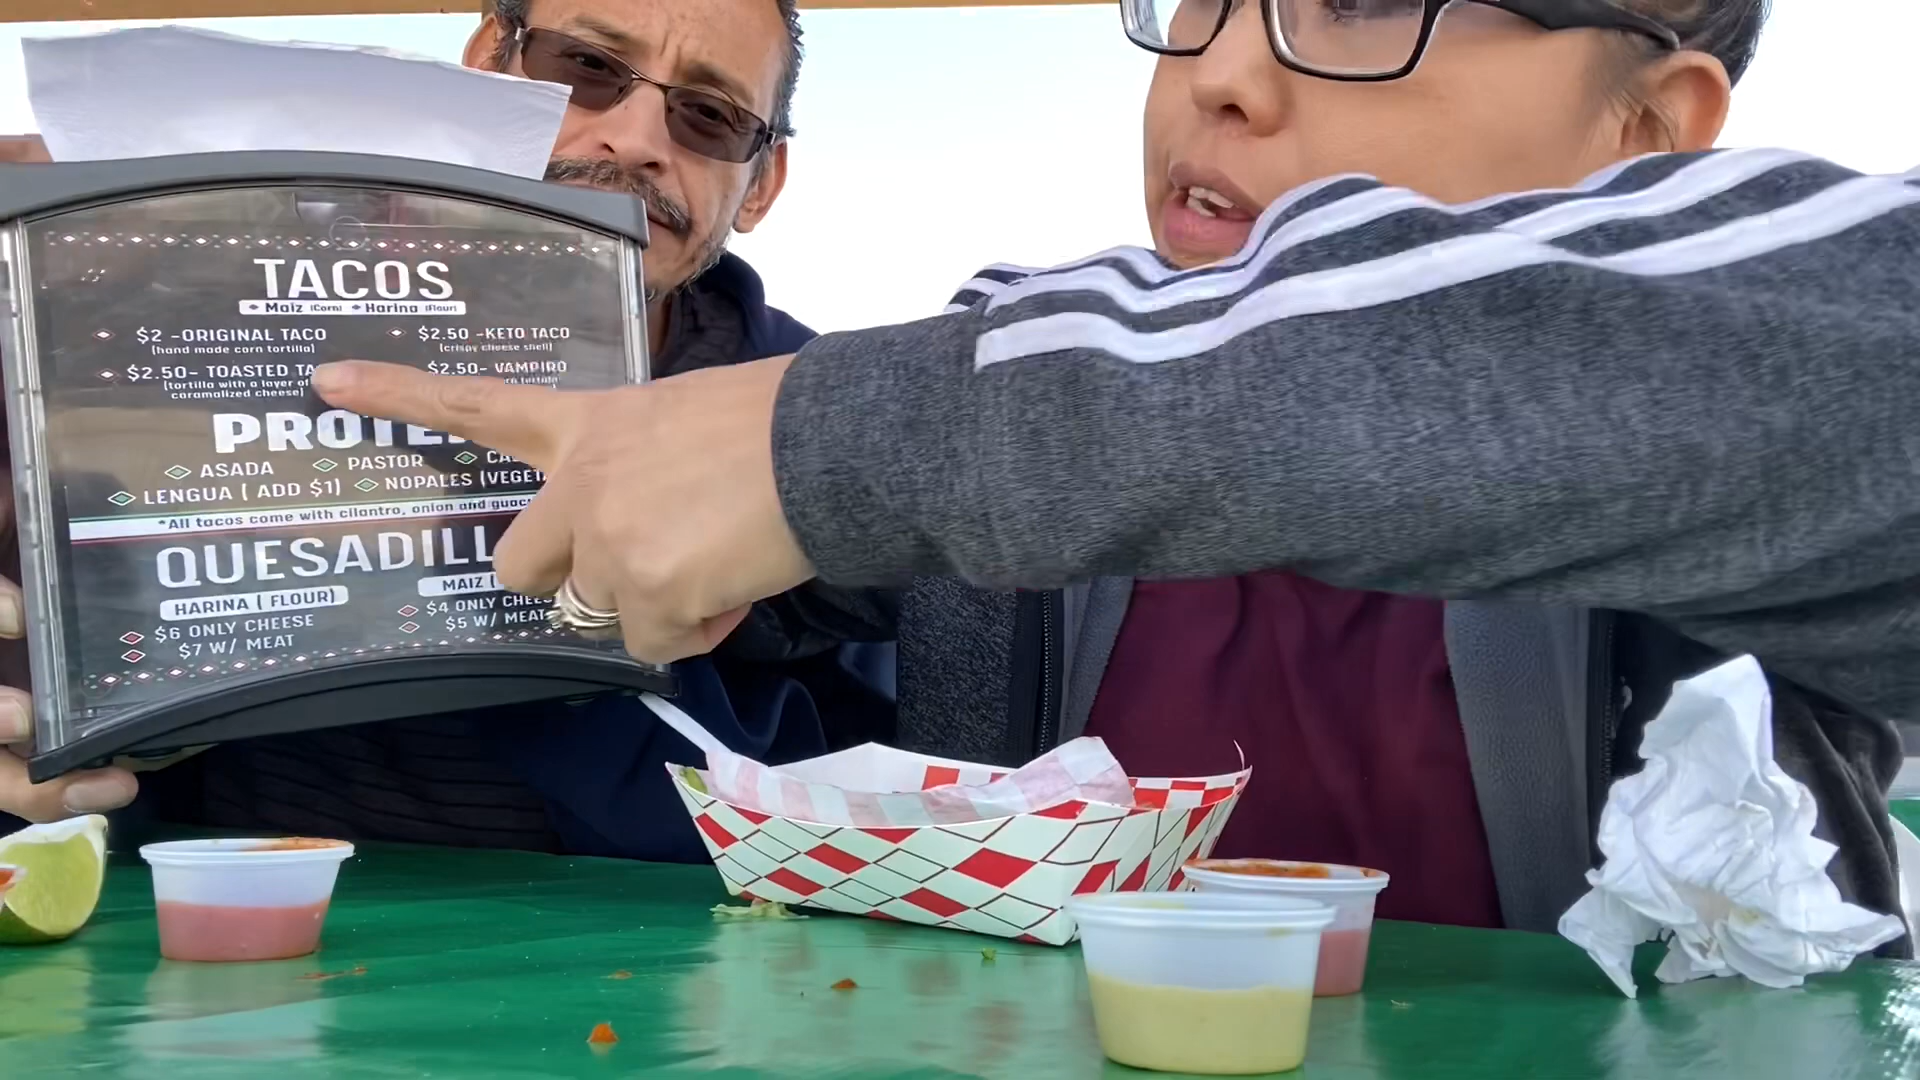 TACOS
Maiz (Corn) Harina (Flour)
$2 -ORIGINAL TACO
(hand made corn tortilla)
$2.50 -KETO TACO
(crispy cheese shell)
$2.50- TOASTED TA
(tortilla with a layer of
caramalized cheese)
$2.50- VAMPIRO
tortilla
PROTE
ASADA PASTOR
LENGUA ( ADD $1) NOPALES (VEGETA
*All tacos come with cilantro, onion and guac
QUESADILL
HARINA ( FLOUR)
$6 ONLY CHEESE
$7 W/ MEAT
MAIZ (
$4 ONLY CHEES
$5 W/ MEAT